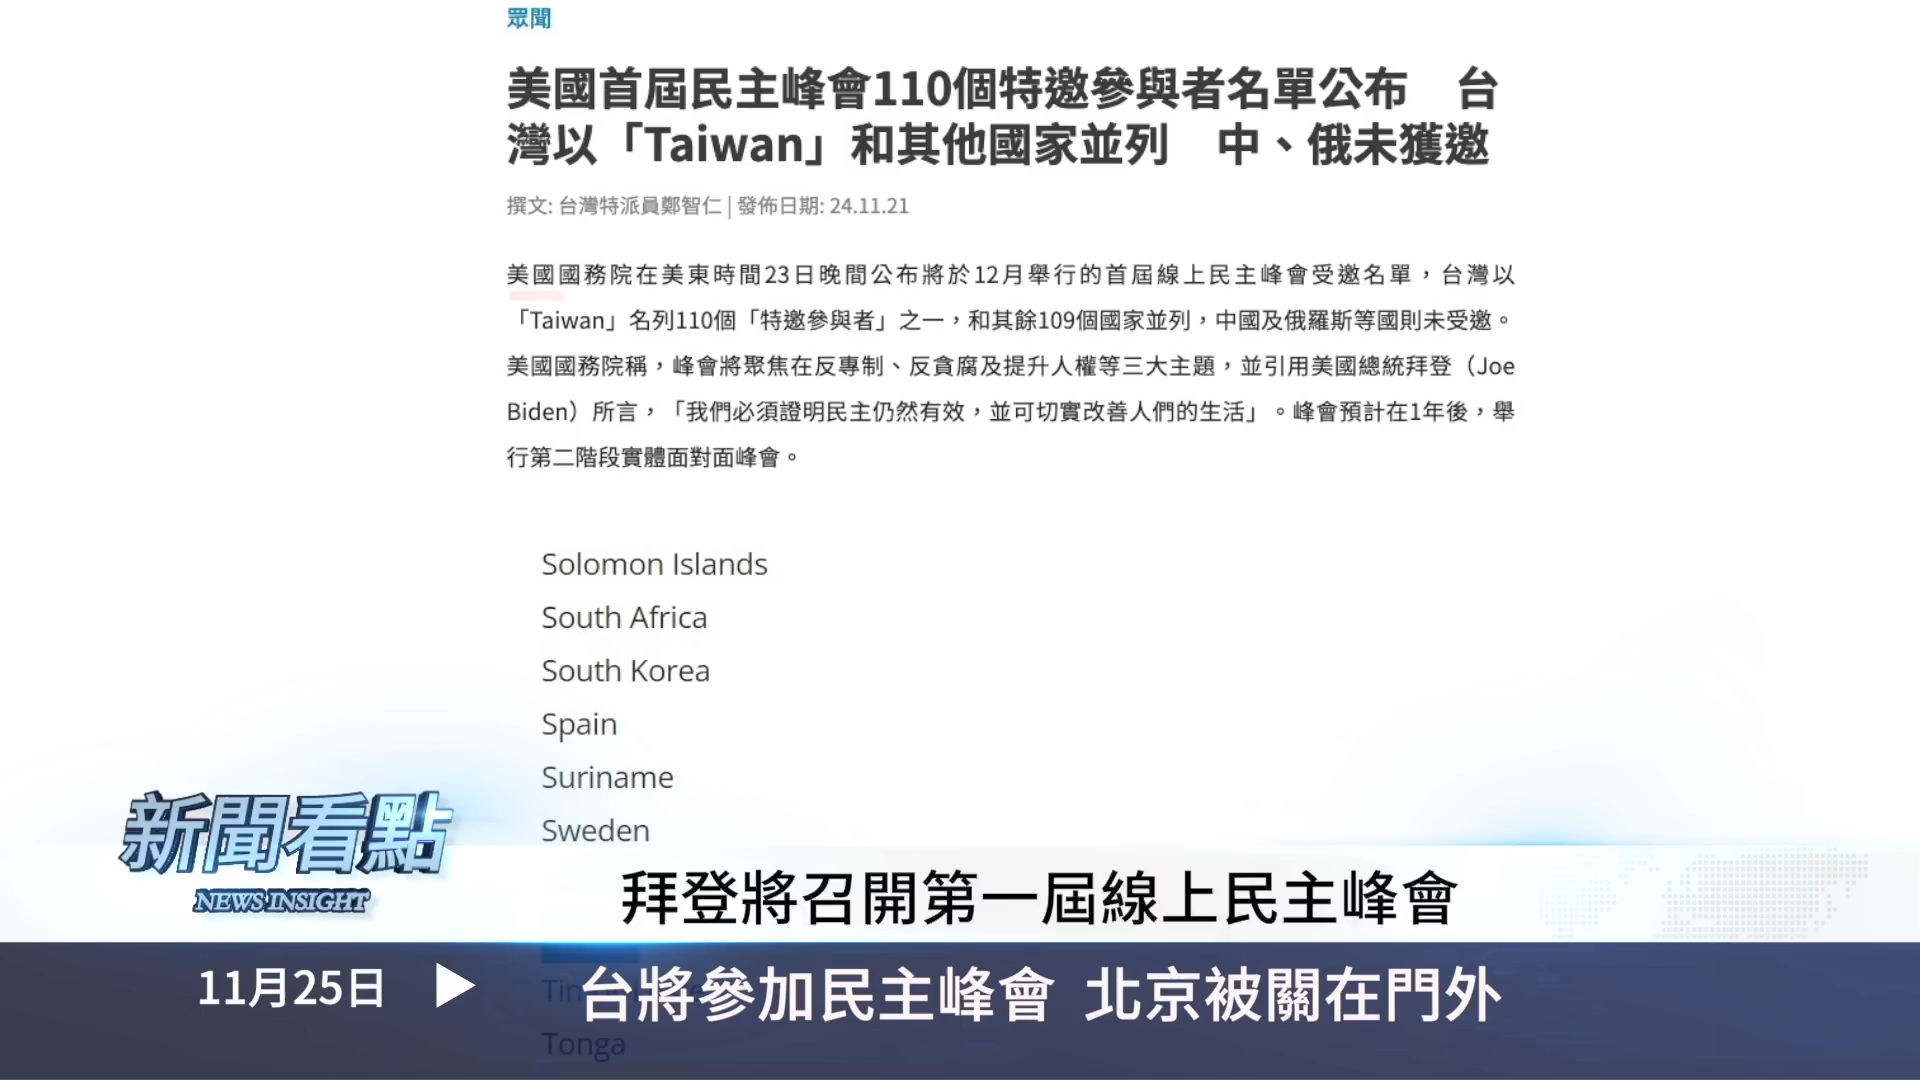 眾聞
美國首屆民主峰會110個特邀參與者名單公布　台
灣以「Taiwan」和其他國家並列　中、俄未獲邀
撰文: 台灣特派員鄭智仁 | 發佈日期: 24.11.21
美國國務院在美東時間23日晚間公布將於12月舉行的首屆線上民主峰會受邀名單，台灣以
「Taiwan」名列110個「特邀參與者」之一，和其餘109個國家並列，中國及俄羅斯等國則未受邀。
美國國務院稱，峰會將聚焦在反專制、反貪腐及提升人權等三大主題，並引用美國總統拜登（Joe
Biden）所言，「我們必須證明民主仍然有效，並可切實改善人們的生活」。峰會預計在1年後，舉
行第二階段實體面對面峰會。
Solomon Islands
South Africa
South Korea
Spain
Suriname
Sweden
新聞看點
NEWS INSIGHT
拜登將召開第一屆線上民主峰會
11月25日
台將參加民主峰會 北京被關在門外
Tonga